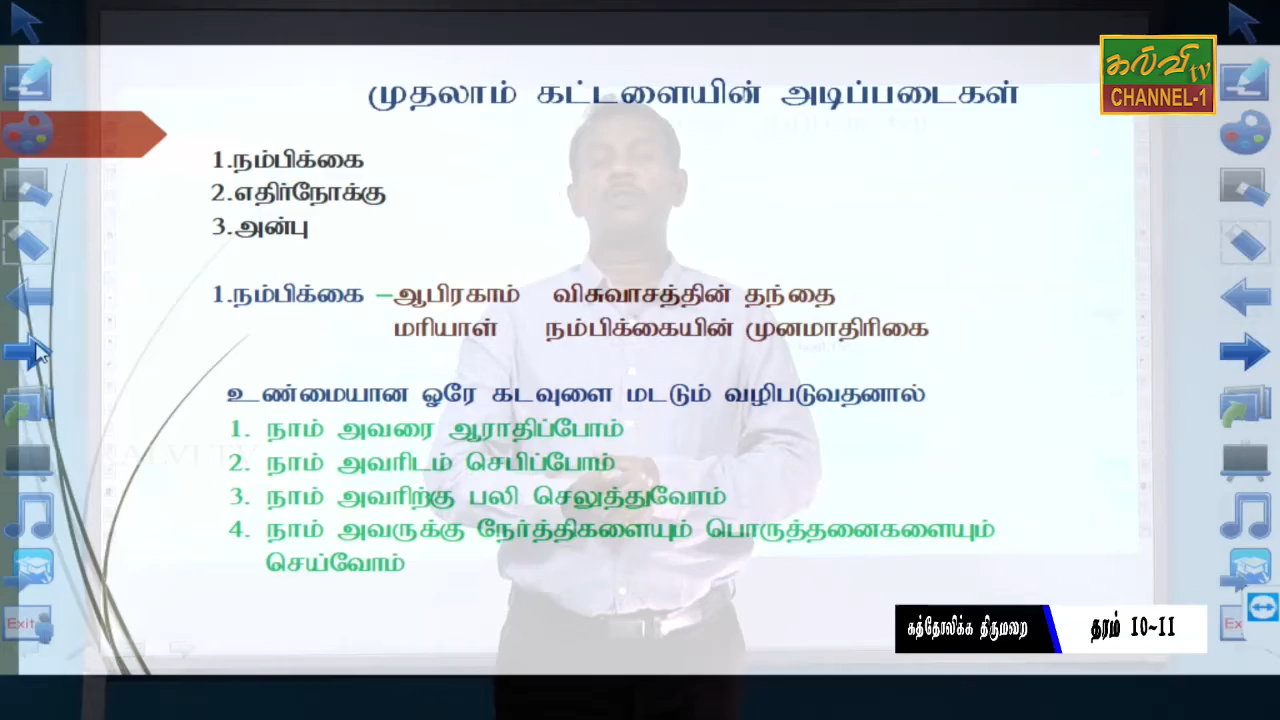 கல்வி tv
CHANNEL-1
முதலாம் கட்டளையின் அடிப்படைகள்
1.நம்பிக்கை
2.எதிர்நோக்கு
3.அன்பு
1.நம்பிக்கை –ஆபிரகாம் விசுவாசத்தின் தந்தை
மரியாள் நம்பிக்கையின் முனமாதிரிகை
உண்மையான ஓரே கடவுளை மடடும் வழிபடுவதனால்
1. நாம் அவரை ஆராதிப்போம்
2. நாம் அவரிடம் செபிப்போம்
3. நாம் அவரிற்கு பலி செலுத்துவோம்
4. நாம் அவருக்கு நேர்த்திகளையும் பொருத்தனைகளையும்
செய்வோம்
Exit
கத்தோலிக்க திருமறை தரம் 10~11